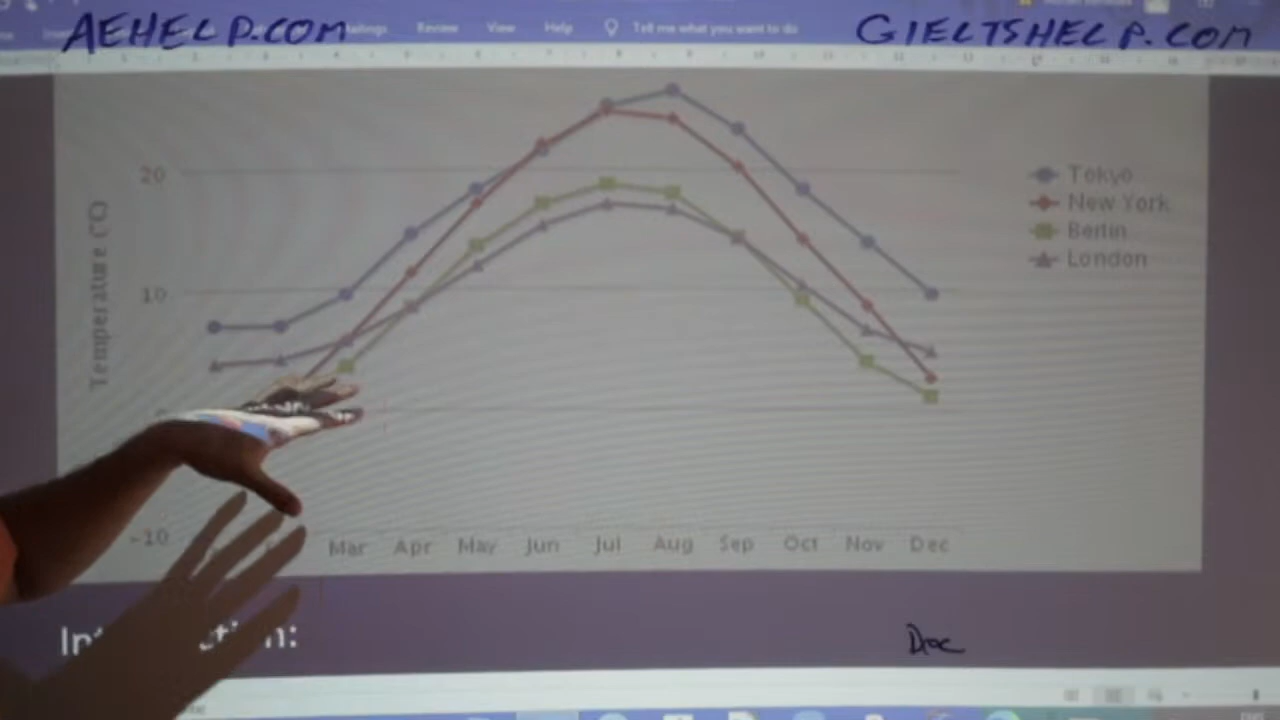 AEHELP.COM
GIELTSHELP.COM
Review View Help Tell me what you want to do
20
10
-10
Temperature (°C)
Tokyo
New York
Berlin
London
Mar Apr May Jun Jul Aug Sep Oct Nov Dec